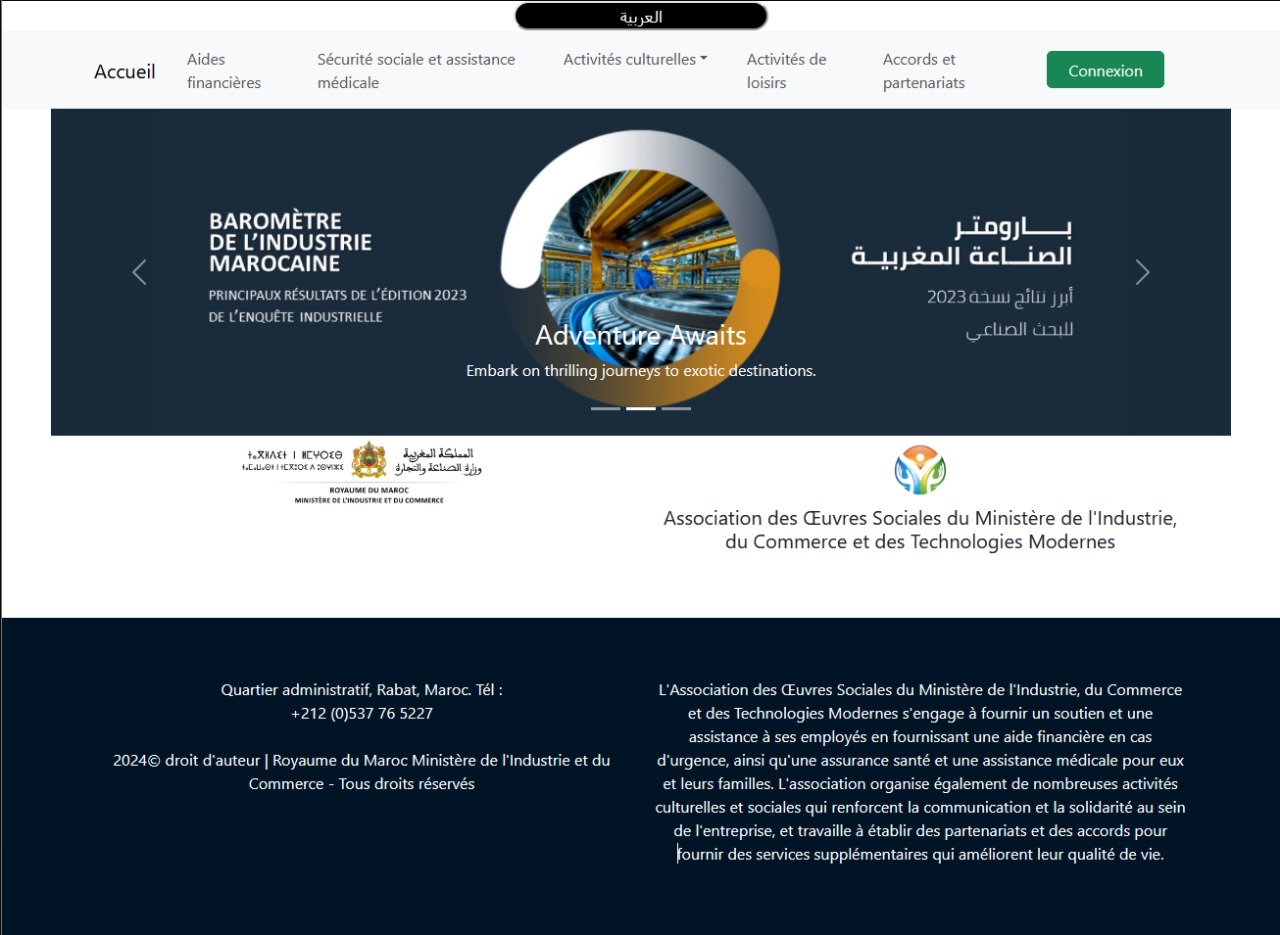 العربية
Accueil
Aides
financières
Sécurité sociale et assistance
médicale
Activités culturelles
Activités de
loisirs
Accords et
partenariats
Connexion
BAROMÈTRE
DE L'INDUSTRIE
MAROCAINE
PRINCIPAUX RÉSULTATS DE L'ÉDITION 2023
DE L'ENQUÊTE INDUSTRIELLE
بـــارومتـر
الصنـــاعة المغربيـــة
أبرز نتائج نسخة 2023
للبحث الصناعي
Adventure Awaits
Embark on thrilling journeys to exotic destinations.
المملكة المغربية
وزارة الصناعة والتجارة
ROYAUME DU MAROC
MINISTÈRE DE L'INDUSTRIE ET DU COMMERCE
Association des Œuvres Sociales du Ministère de l'Industrie,
du Commerce et des Technologies Modernes
Quartier administratif, Rabat, Maroc. Tél :
+212 (0)537 76 5227
2024© droit d'auteur | Royaume du Maroc Ministère de l'Industrie et du
Commerce - Tous droits réservés
L'Association des Œuvres Sociales du Ministère de l'Industrie, du Commerce
et des Technologies Modernes s'engage à fournir un soutien et une
assistance à ses employés en fournissant une aide financière en cas
d'urgence, ainsi qu'une assurance santé et une assistance médicale pour eux
et leurs familles. L'association organise également de nombreuses activités
culturelles et sociales qui renforcent la communication et la solidarité au sein
de l'entreprise, et travaille à établir des partenariats et des accords pour
fournir des services supplémentaires qui améliorent leur qualité de vie.